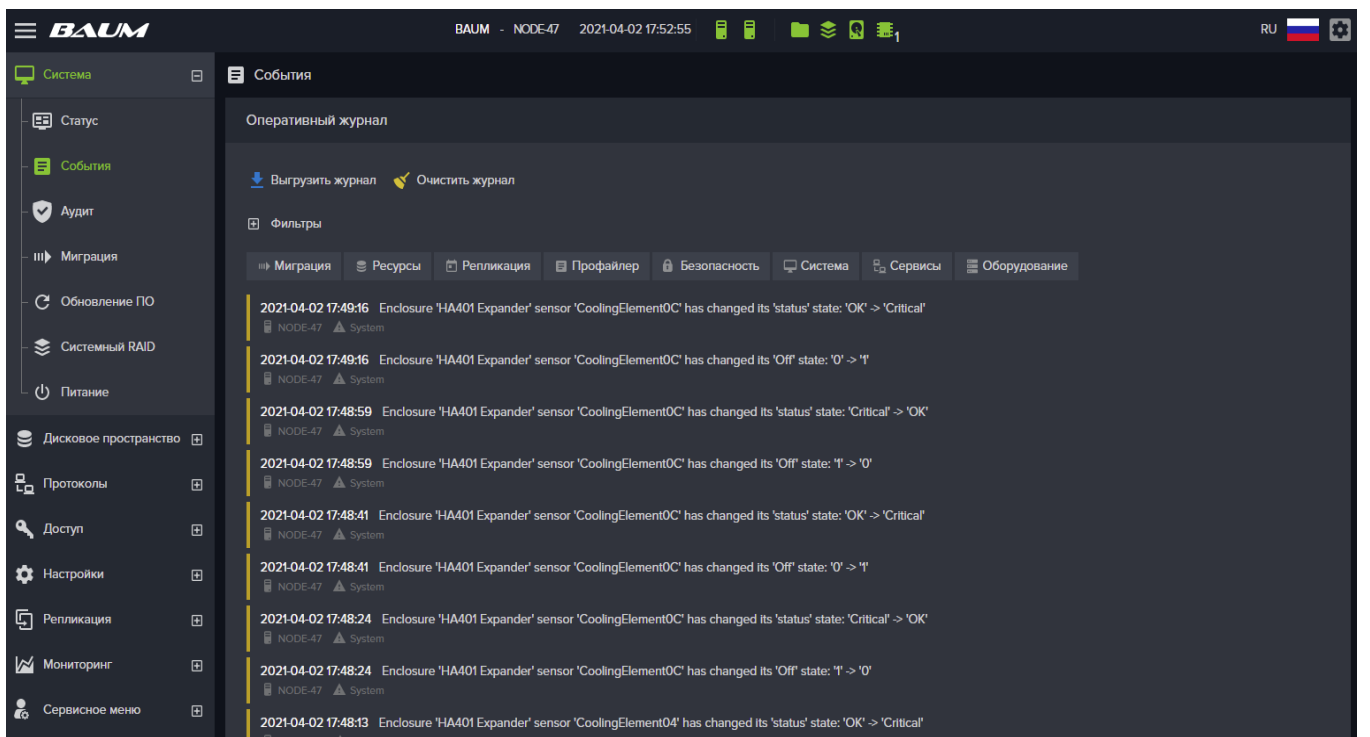 BAUM
BAUM - NODE-47 2021-04-02 17:52:55
1
RU
Система
Статус
События
Аудит
Миграция
Обновление ПО
Системный RAID
Питание
Дисковое пространство
Протоколы
Доступ
Настройки
Репликация
Мониторинг
Сервисное меню
События
Оперативный журнал
Выгрузить журнал Очистить журнал
Фильтры
Миграция Ресурсы Репликация Профайлер Безопасность Система Сервисы Оборудование
2021-04-02 17:49:16 Enclosure 'HA401 Expander' sensor 'CoolingElement0C' has changed its 'status' state: 'OK' -> 'Critical'
NODE-47 System
2021-04-02 17:49:16 Enclosure 'HA401 Expander' sensor 'CoolingElement0C' has changed its 'Off' state: '0' -> '1'
NODE-47 System
2021-04-02 17:48:59 Enclosure 'HA401 Expander' sensor 'CoolingElement0C' has changed its 'status' state: 'Critical' -> 'OK'
NODE-47 System
2021-04-02 17:48:59 Enclosure 'HA401 Expander' sensor 'CoolingElement0C' has changed its 'Off' state: '1' -> '0'
NODE-47 System
2021-04-02 17:48:41 Enclosure 'HA401 Expander' sensor 'CoolingElement0C' has changed its 'status' state: 'OK' -> 'Critical'
NODE-47 System
2021-04-02 17:48:41 Enclosure 'HA401 Expander' sensor 'CoolingElement0C' has changed its 'Off' state: '0' -> '1'
NODE-47 System
2021-04-02 17:48:24 Enclosure 'HA401 Expander' sensor 'CoolingElement0C' has changed its 'status' state: 'Critical' -> 'OK'
NODE-47 System
2021-04-02 17:48:24 Enclosure 'HA401 Expander' sensor 'CoolingElement0C' has changed its 'Off' state: '1' -> '0'
NODE-47 System
2021-04-02 17:48:13 Enclosure 'HA401 Expander' sensor 'CoolingElement04' has changed its 'status' state: 'OK' -> 'Critical'